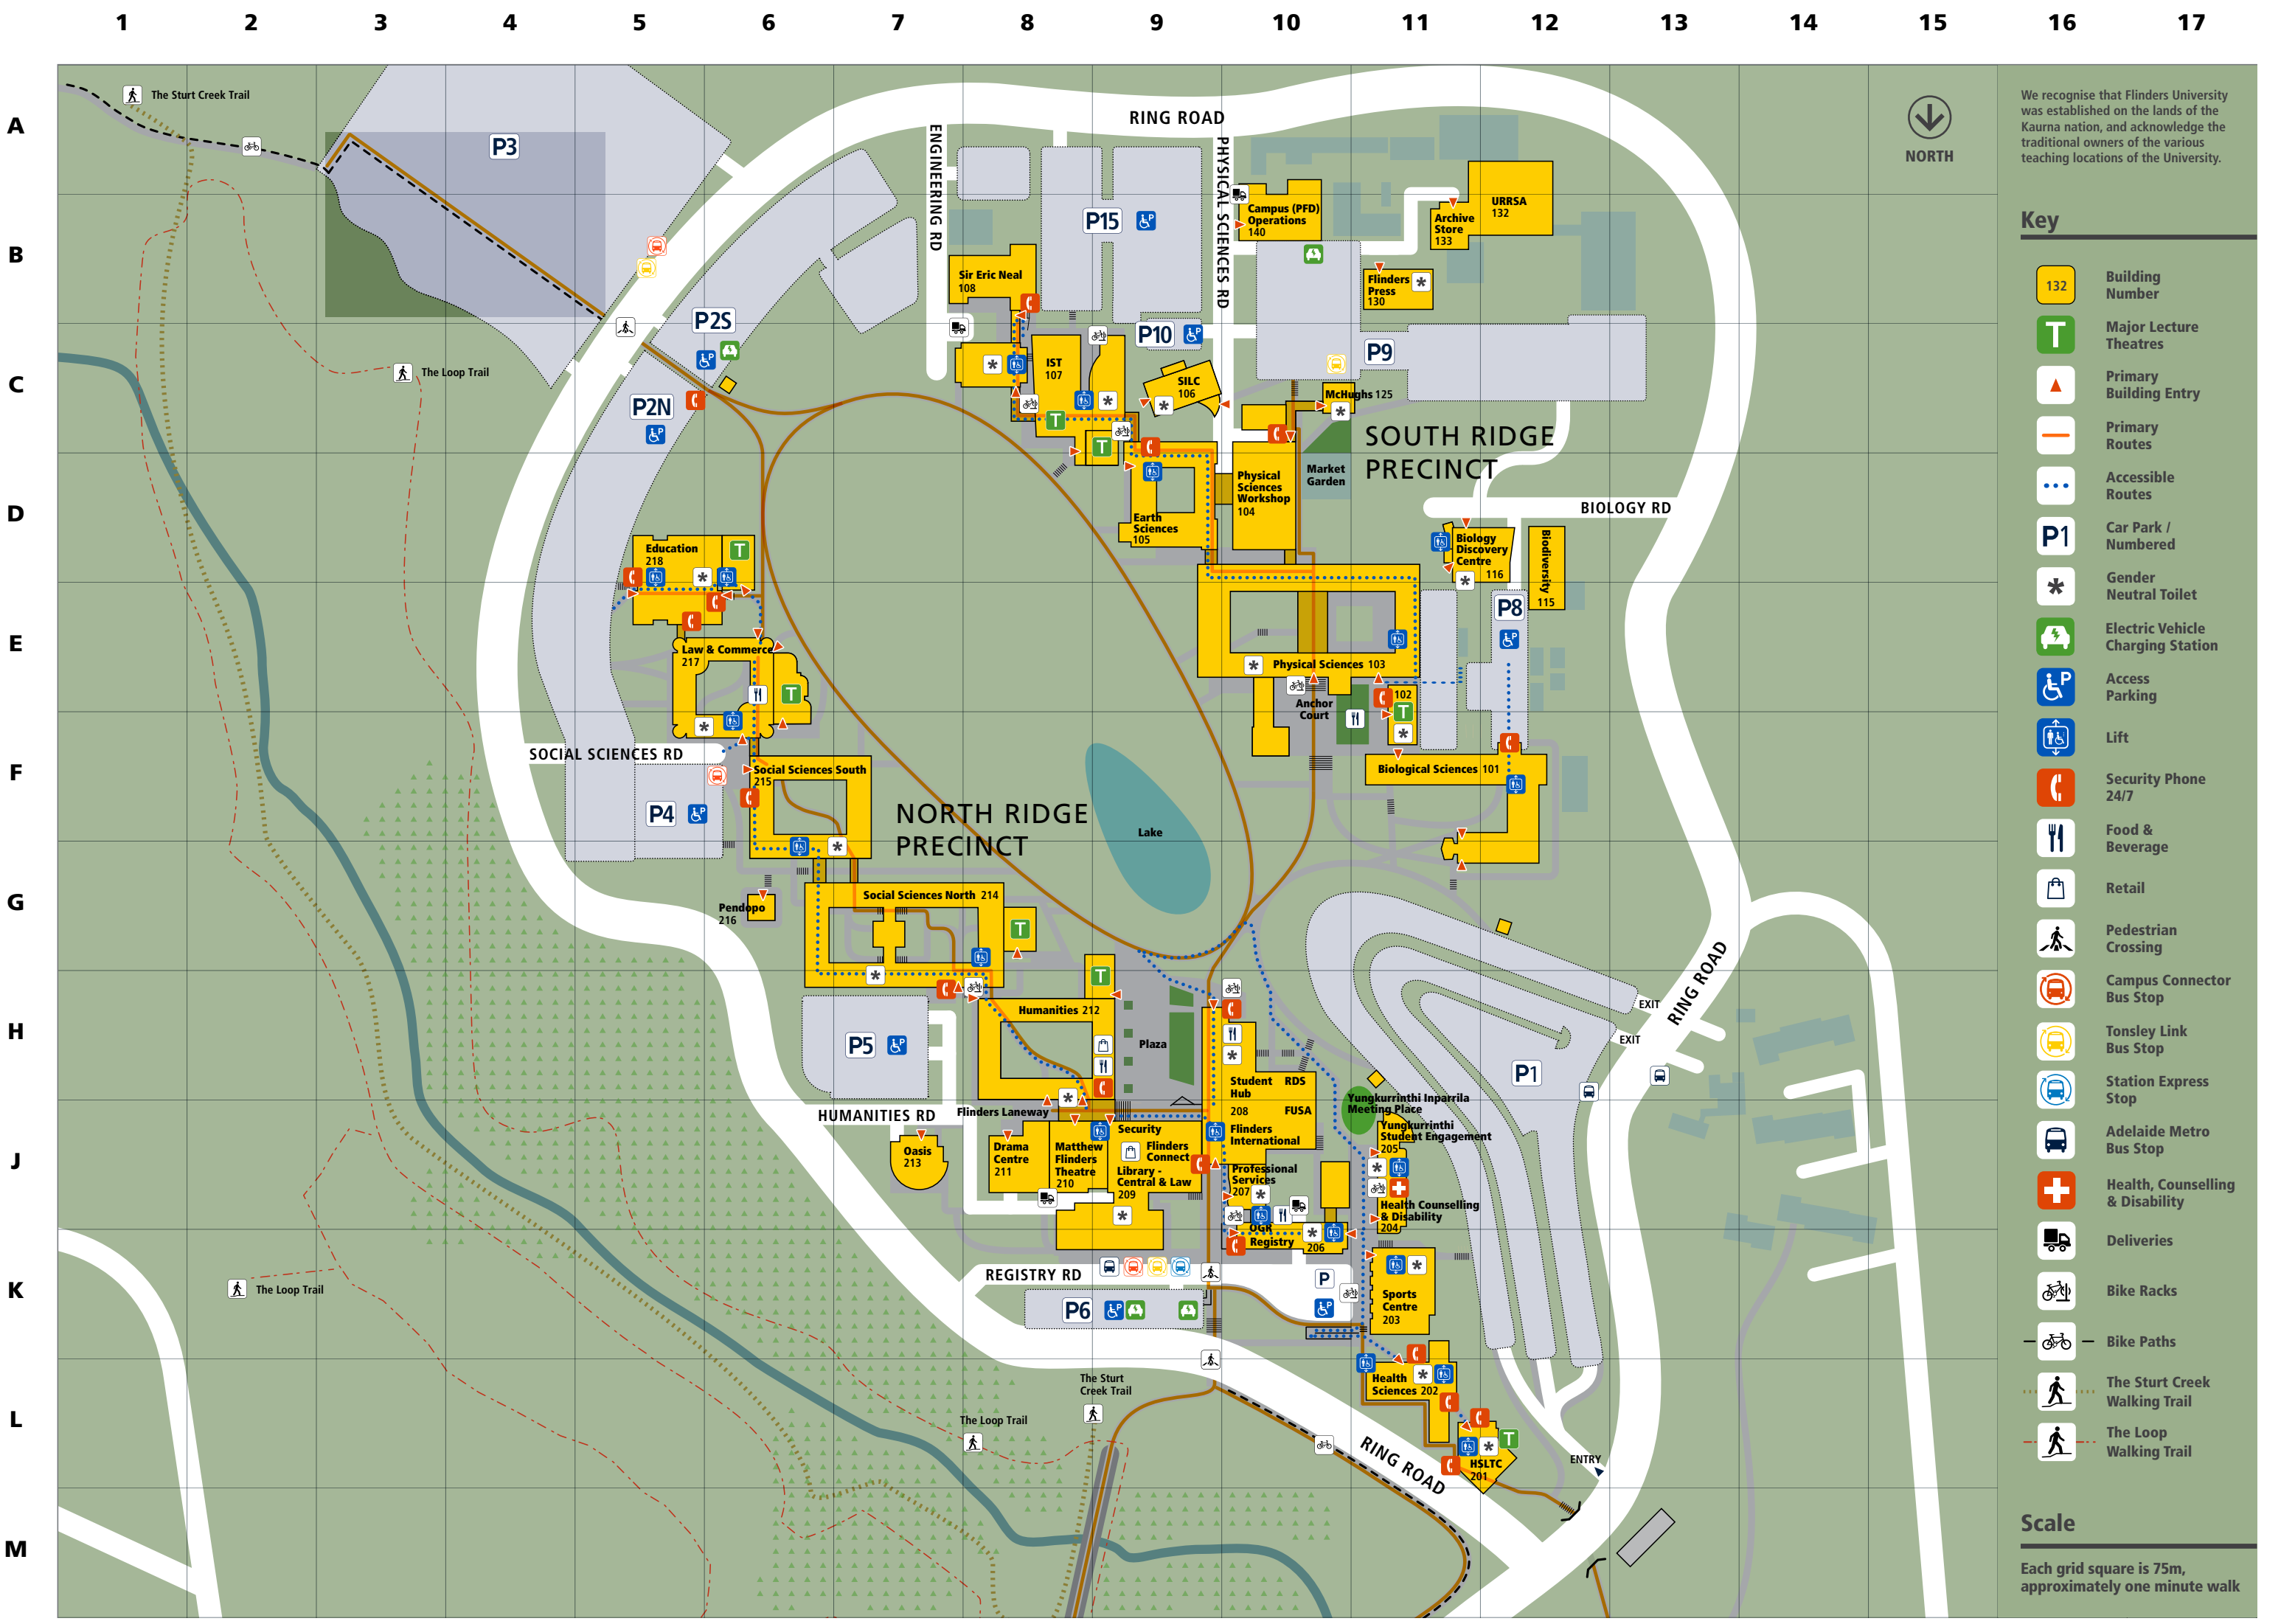 1 2 3 4 5 6 7 8 9 10 11 12 13 14 15 16 17
A
B
C
D
E
F
G
H
J
K
L
M
The Sturt Creek Trail
P3
RING ROAD
ENGINEERING RD
PHYSICAL SCIENCES RD
NORTH
P15
Campus (PFD)
Operations
140
URRSA
132
Archive
Store
133
Sir Eric Neal
108
Flinders
Press
130
P2S
P10
P9
IST
107
SILC
106
McHughs 125
The Loop Trail
P2N
T
T
SOUTH RIDGE
PRECINCT
Market
Garden
Physical
Sciences
Workshop
104
Earth
Sciences
105
BIOLOGY RD
Biology
Discovery
Centre
116
Biodiversity
115
Education
218
T
P8
Law & Commerce
217
T
Physical Sciences 103
102
T
Anchor
Court
SOCIAL SCIENCES RD
Social Sciences South
215
P4
Biological Sciences 101
NORTH RIDGE
PRECINCT
Lake
Social Sciences North 214
T
Pendopo
216
RING ROAD
T
EXIT
EXIT
Humanities 212
P5
Plaza
P1
Student
Hub
RDS
208
FUSA
Flinders
International
Yungkurrinthi Inparrila
Meeting Place
Yungkurrinthi
Student Engagement
205
HUMANITIES RD
Flinders Laneway
Oasis
213
Drama
Centre
211
Matthew
Flinders
Theatre
210
Security
Flinders
Connect
Library -
Central & Law
209
Professional
Services
207
Health Counselling
& Disability
204
OGR
Registry
206
REGISTRY RD
P
P6
Sports
Centre
203
The Loop Trail
The Sturt
Creek Trail
The Loop Trail
Health
Sciences 202
T
HSLTC
201
RING ROAD
ENTRY
We recognise that Flinders University
was established on the lands of the
Kaurna nation, and acknowledge the
traditional owners of the various
teaching locations of the University.
Key
132
Building
Number
T
Major Lecture
Theatres
Primary
Building Entry
Primary
Routes
Accessible
Routes
P1
Car Park /
Numbered
Gender
Neutral Toilet
Electric Vehicle
Charging Station
P
Access
Parking
Lift
Security Phone
24/7
Food &
Beverage
Retail
Pedestrian
Crossing
Campus Connector
Bus Stop
Tonsley Link
Bus Stop
Station Express
Stop
Adelaide Metro
Bus Stop
Health, Counselling
& Disability
Deliveries
Bike Racks
Bike Paths
The Sturt Creek
Walking Trail
The Loop
Walking Trail
Scale
Each grid square is 75m,
approximately one minute walk